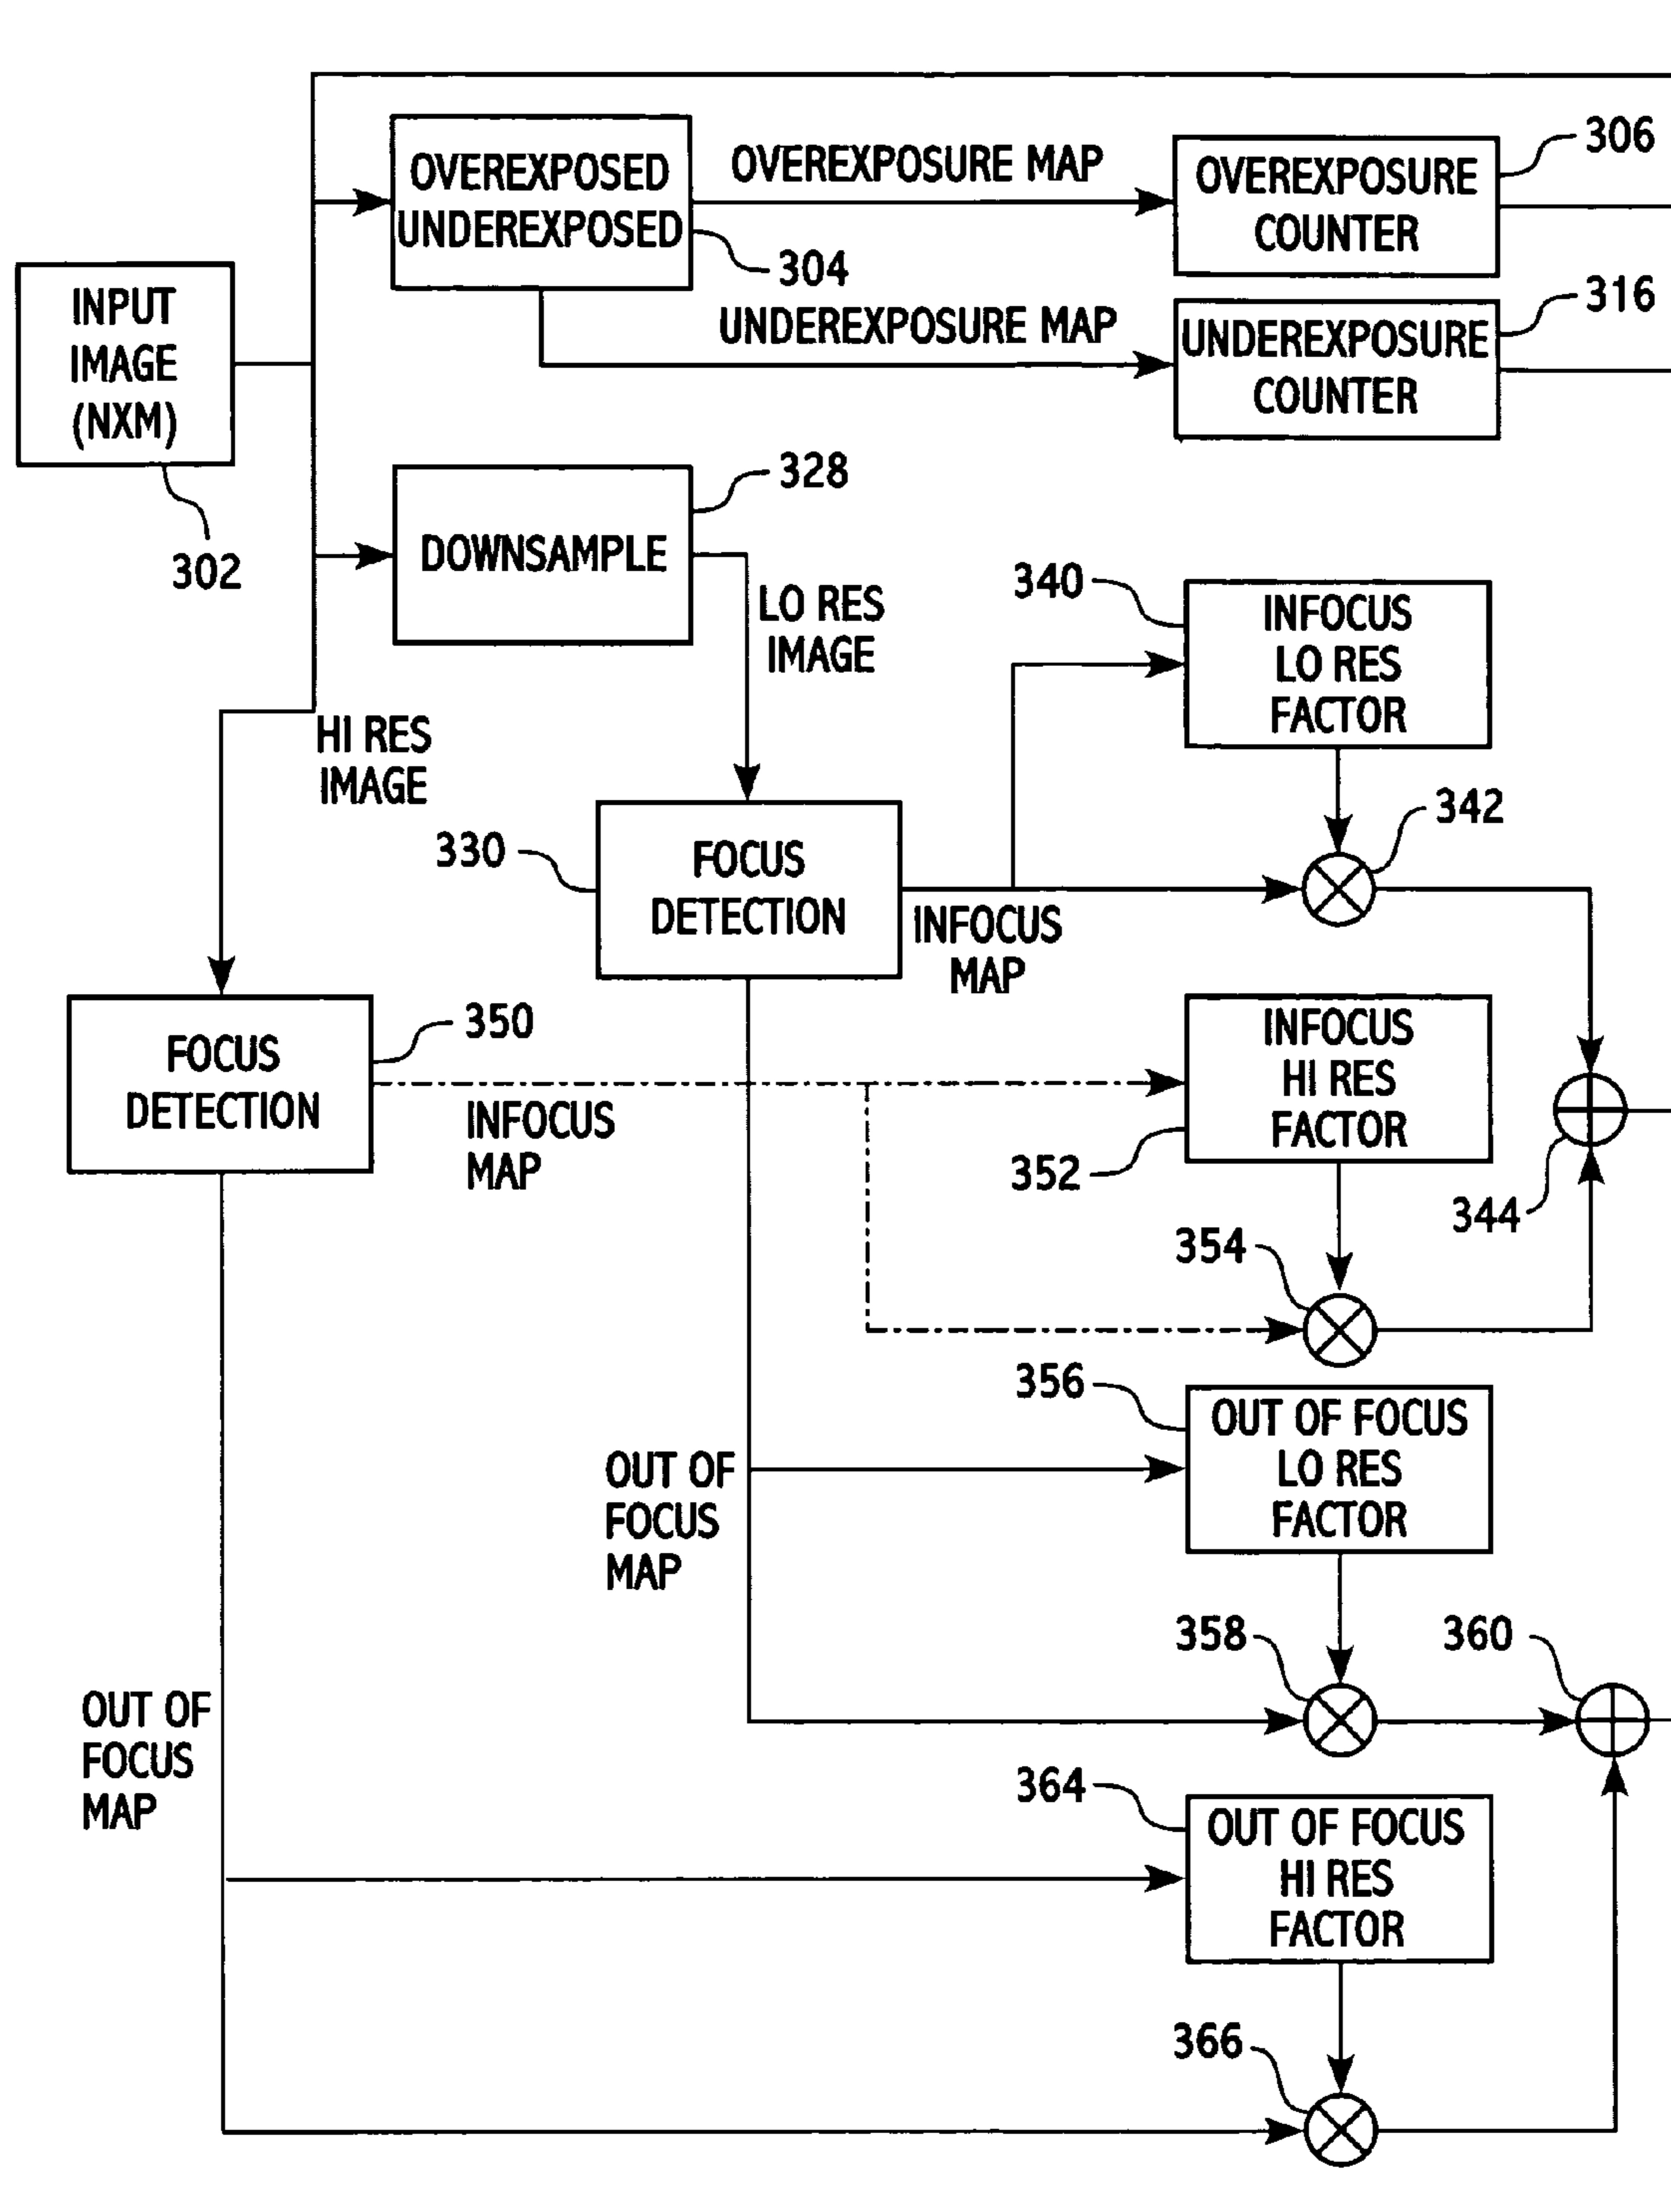 OVEREXPOSED
UNDEREXPOSED
304
OVEREXPOSURE MAP
OVEREXPOSURE
COUNTER
306
UNDEREXPOSURE MAP
UNDEREXPOSURE
COUNTER
316
INPUT
IMAGE
(NXM)
302
DOWNSAMPLE
328
LO RES
IMAGE
HI RES
IMAGE
340
INFOCUS
LO RES
FACTOR
342
330
FOCUS
DETECTION
INFOCUS
MAP
FOCUS
DETECTION
350
INFOCUS
MAP
INFOCUS
HI RES
FACTOR
352
344
354
356
OUT OF FOCUS
LO RES
FACTOR
OUT OF
FOCUS
MAP
358
360
OUT OF
FOCUS
MAP
364
OUT OF FOCUS
HI RES
FACTOR
366